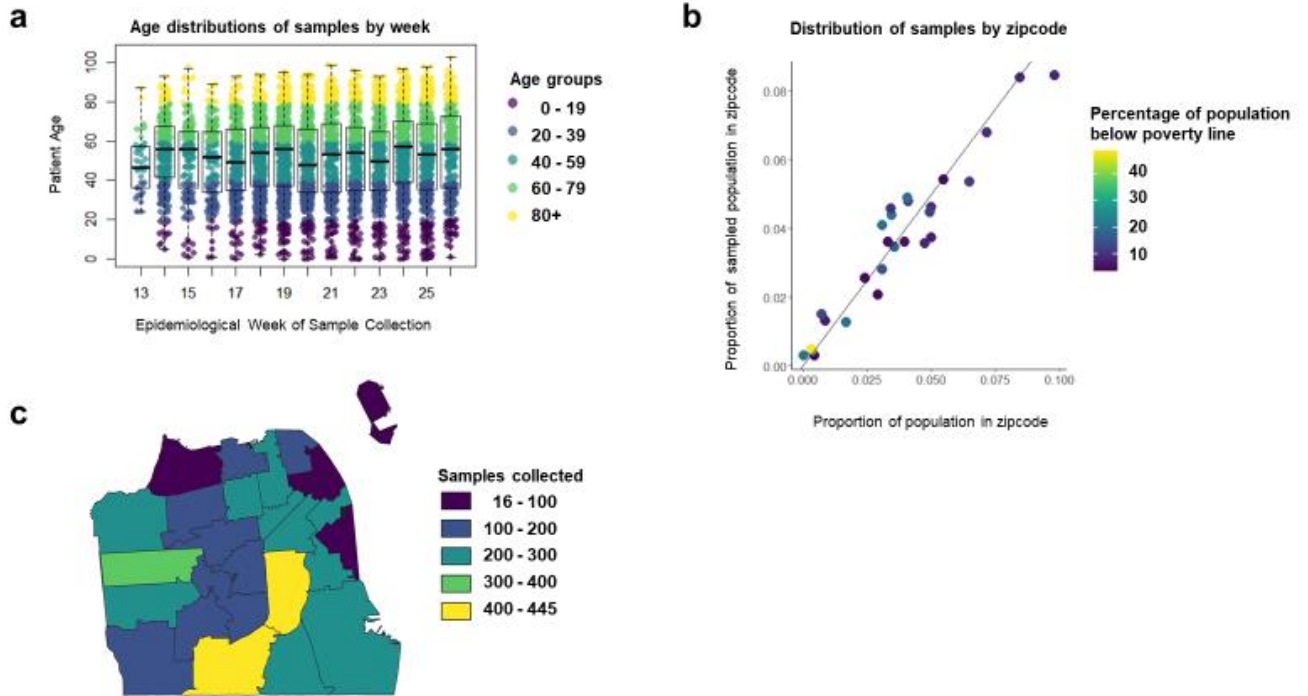 a
Age distributions of samples by week
Patient Age
100
80
60
40
20
0
13
15
17
19
21
23
25
Epidemiological Week of Sample Collection
Age groups
0 - 19
20 - 39
40 - 59
60 - 79
80+
b
Distribution of samples by zipcode
Proportion of sampled population in zipcode
0.08
0.06
0.04
0.02
0.00
0.000
0.025
0.050
0.075
0.100
Proportion of population in zipcode
Percentage of population
below poverty line
40
30
20
10
c
Samples collected
16 - 100
100 - 200
200 - 300
300 - 400
400 - 445